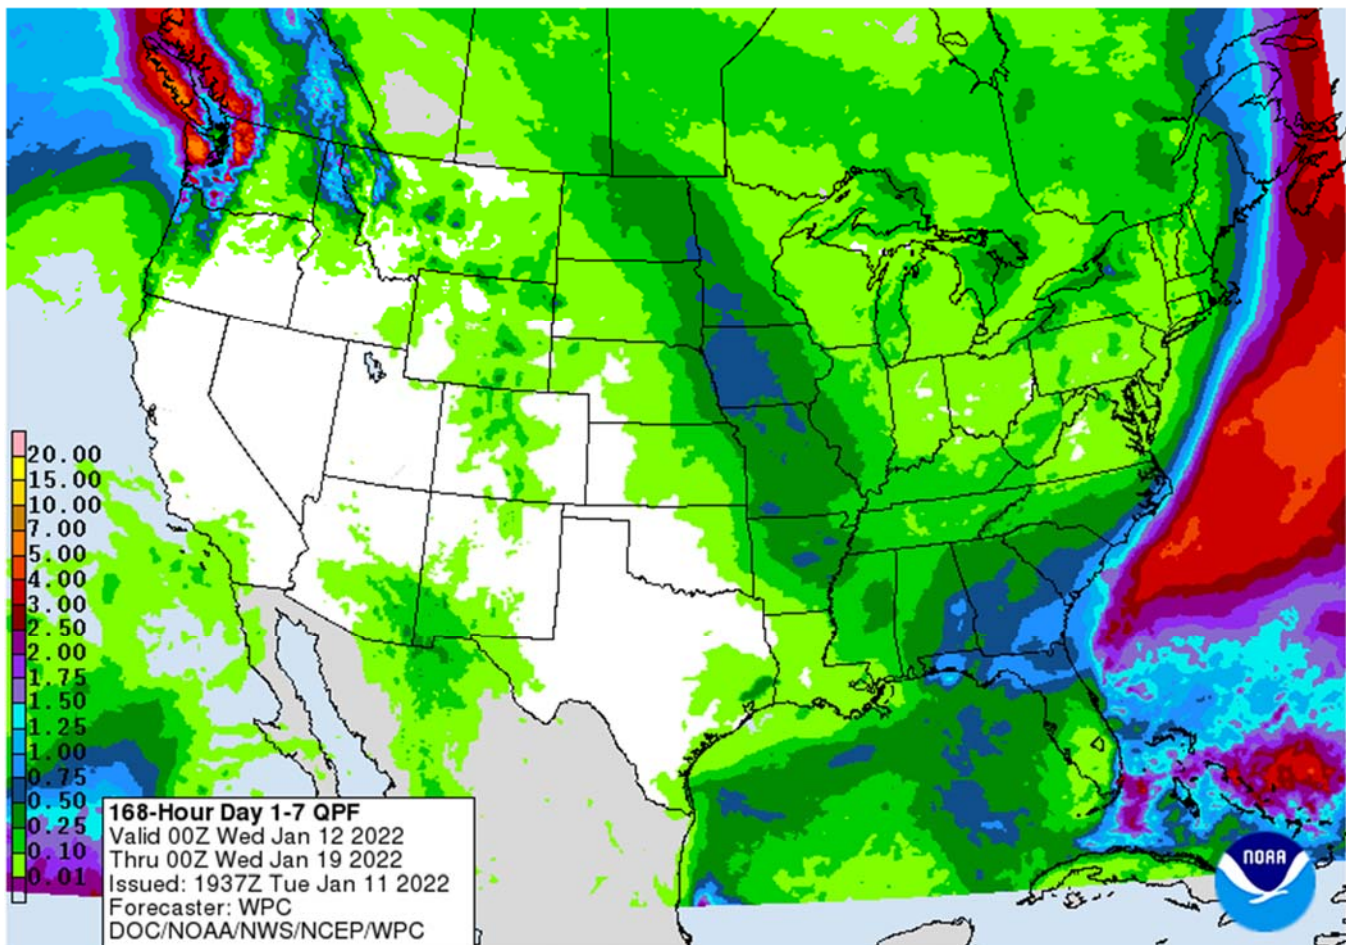 20.00
15.00
10.00
7.00
5.00
4.00
3.00
2.50
2.00
1.75
1.50
1.25
1.00
0.75
0.50
0.25
0.10
0.01
168-Hour Day 1-7 QPF
Valid 00Z Wed Jan 12 2022
Thru 00Z Wed Jan 19 2022
Issued: 1937Z Tue Jan 11 2022
Forecaster: WPC
DOC/NOAA/NWS/NCEP/WPC
NOAA